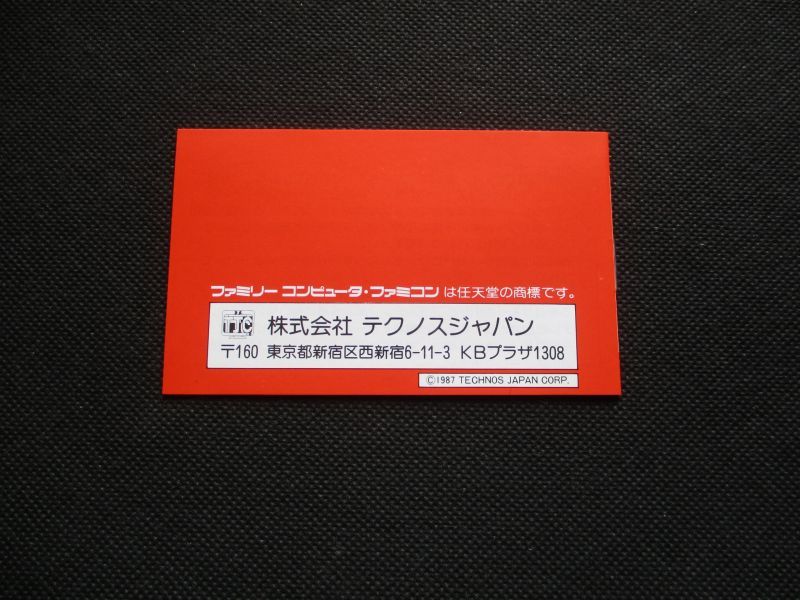 ファミリー コンピュータ・ファミコン は任天堂の商標です。
TJC 株式会社 テクノスジャパン
〒160 東京都新宿区西新宿6-11-3 KBプラザ1308
©1987 TECHNOS JAPAN CORP.